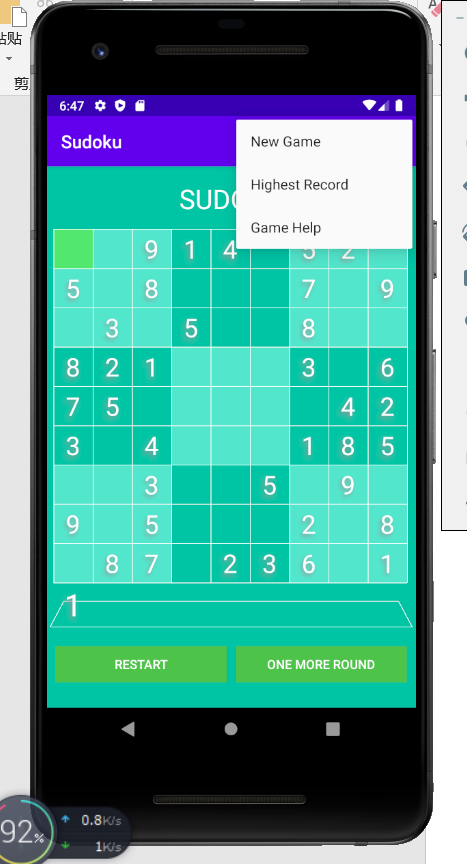 粘贴
剪
6:47
Sudoku
New Game
Highest Record
Game Help
9 1 4 5 2
5 8 7 9
3 5 8
8 2 1 3 6
7 5 4 2
3 4 1 8 5
3 5 9
9 5 2 8
8 7 2 3 6 1
1
RESTART
ONE MORE ROUND
92%
0.8K/s
1K/s